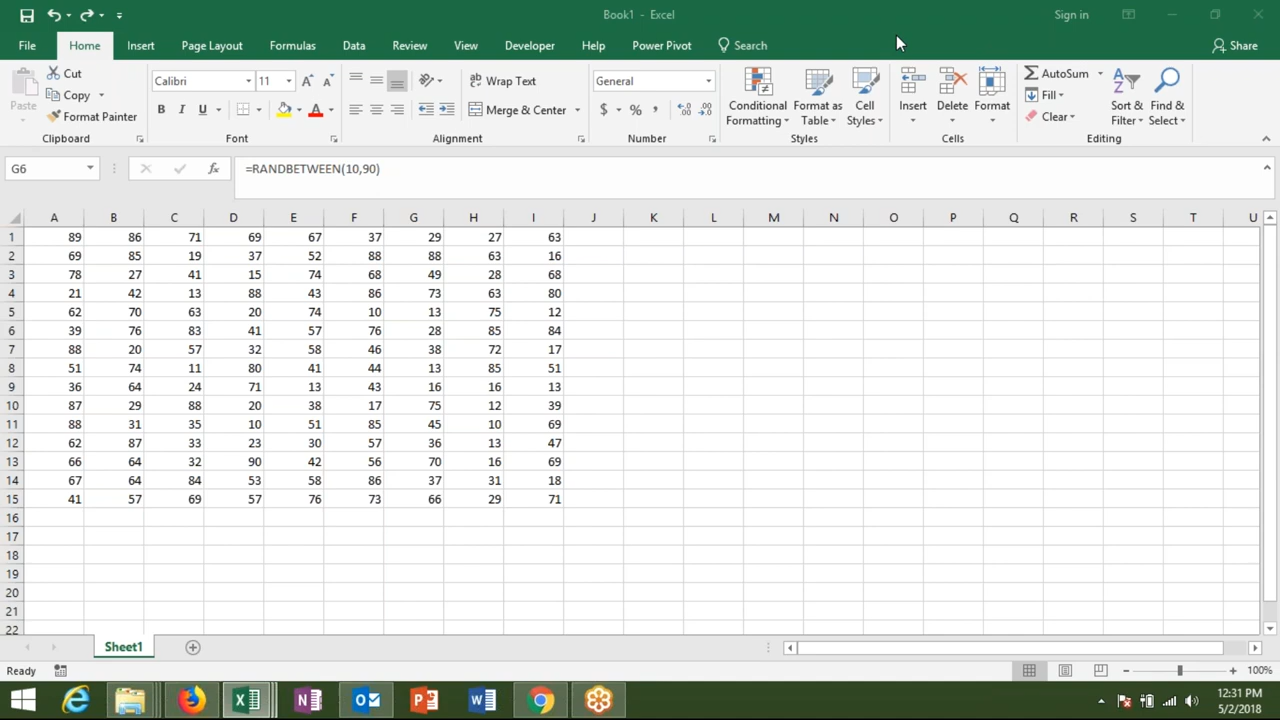 Book1 - Excel
Sign in
File Home Insert Page Layout Formulas Data Review View Developer Help Power Pivot Search Share
Paste
Cut
Copy
Format Painter
Clipboard
Calibri 11
B I U
Font
Wrap Text
Merge & Center
Alignment
General
$ % ,
Number
Conditional Formatting
Format as Table
Cell Styles
Styles
Insert Delete Format
Cells
AutoSum
Fill
Clear
Sort & Filter
Find & Select
Editing
G6 fx =RANDBETWEEN(10,90)
A B C D E F G H I J K L M N O P Q R S T U
1 89 86 71 69 67 37 29 27 63
2 69 85 19 37 52 88 88 63 16
3 78 27 41 15 74 68 49 28 68
4 21 42 13 88 43 86 73 63 80
5 62 70 63 20 74 10 13 75 12
6 39 76 83 41 57 76 28 85 84
7 88 20 57 32 58 46 38 72 17
8 51 74 11 80 41 44 13 85 51
9 36 64 24 71 13 43 16 16 13
10 87 29 88 20 38 17 75 12 39
11 88 31 35 10 51 85 45 10 69
12 62 87 33 23 30 57 36 13 47
13 66 64 32 90 42 56 70 16 69
14 67 64 84 53 58 86 37 31 18
15 41 57 69 57 76 73 66 29 71
16
17
18
19
20
21
22
Sheet1
Ready
100%
12:31 PM
5/2/2018